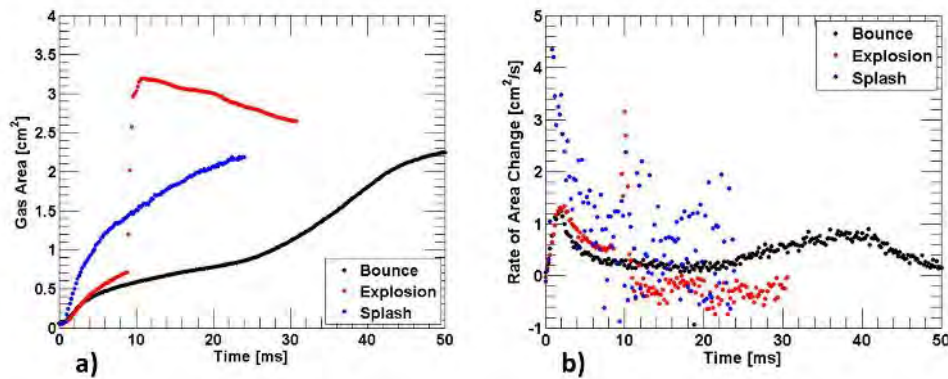 4
3.5
3
2.5
2
1.5
1
0.5
0
Gas Area [cm²]
Bounce
Explosion
Splash
0 10 20 30 40 50
Time [ms]
a)
5
4
3
2
1
0
-1
Rate of Area Change [cm²/s]
Bounce
Explosion
Splash
0 10 20 30 40 50
Time [ms]
b)